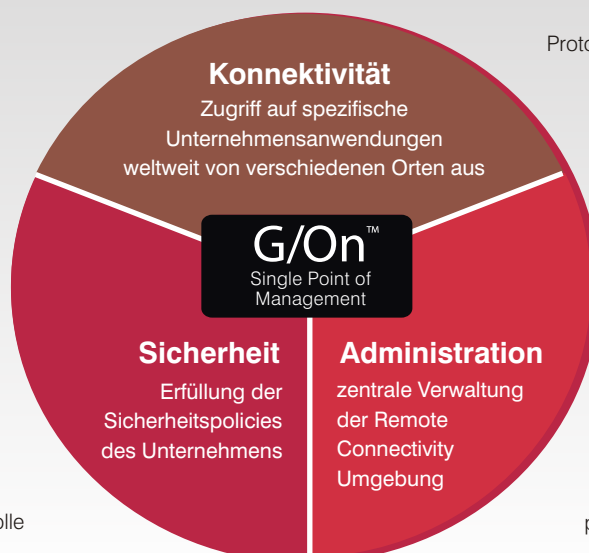 Konnektivität
Zugriff auf spezifische
Unternehmensanwendungen
weltweit von verschiedenen Orten aus
G/On™
Single Point of
Management
Sicherheit
Erfüllung der
Sicherheitspolicies
des Unternehmens
Administration
zentrale Verwaltung
der Remote
Connectivity
Umgebung